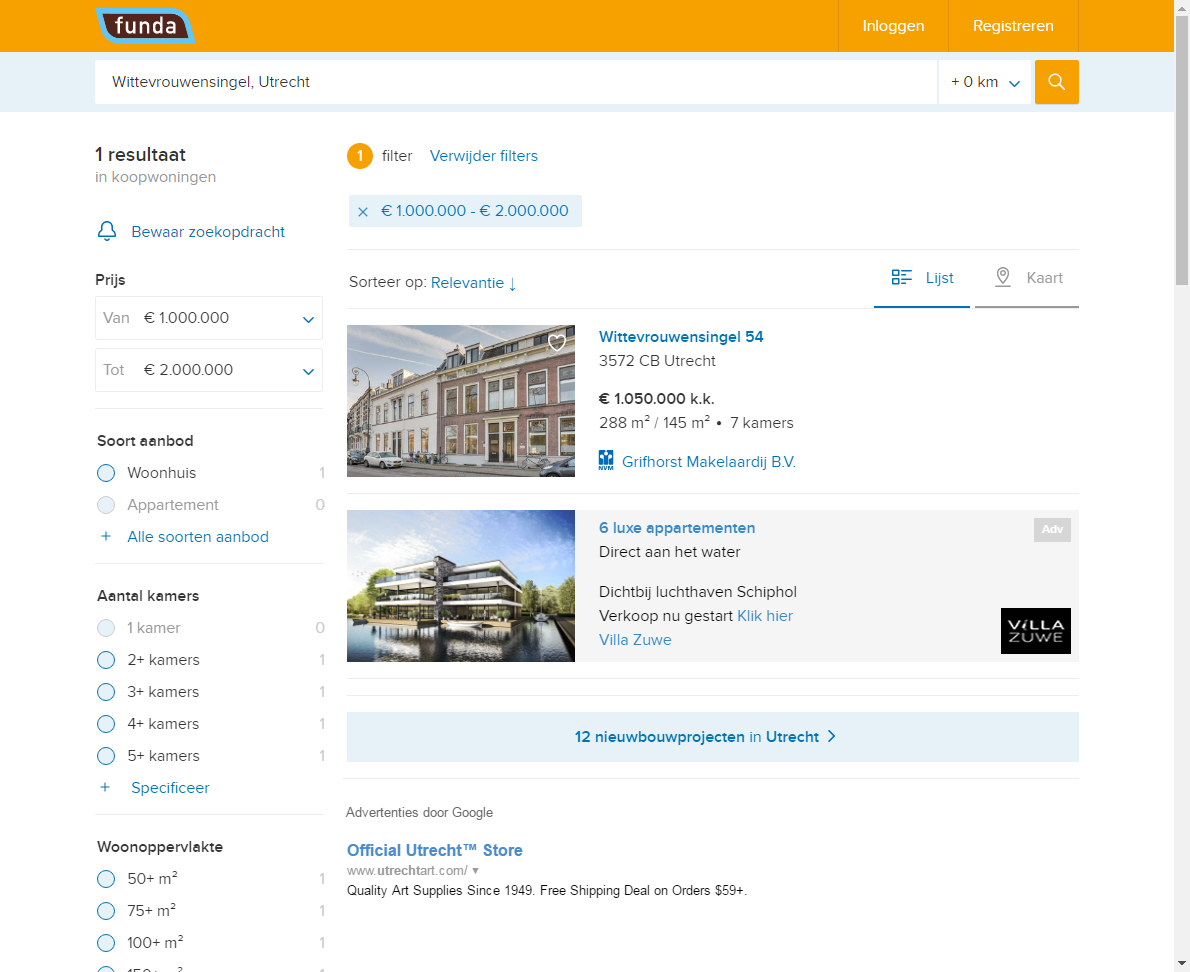 funda
Inloggen
Registreren
Wittevrouwensingel, Utrecht
+ 0 km
1 resultaat
in koopwoningen
Bewaar zoekopdracht
Prijs
Van € 1.000.000
Tot € 2.000.000
Soort aanbod
Woonhuis 1
Appartement 0
+ Alle soorten aanbod
Aantal kamers
1 kamer 0
2+ kamers 1
3+ kamers 1
4+ kamers 1
5+ kamers 1
+ Specificeer
Woonoppervlakte
50+ m² 1
75+ m² 1
100+ m² 1
150+ m² 1
1 filter Verwijder filters
× € 1.000.000 - € 2.000.000
Sorteer op: Relevantie ↓
Lijst
Kaart
Wittevrouwensingel 54
3572 CB Utrecht
€ 1.050.000 k.k.
288 m² / 145 m² • 7 kamers
NVM Grifhorst Makelaardij B.V.
6 luxe appartementen
Adv
Direct aan het water
Dichtbij luchthaven Schiphol
Verkoop nu gestart Klik hier
Villa Zuwe
VILLA
ZUWE
12 nieuwbouwprojecten in Utrecht >
Advertenties door Google
Official Utrecht™ Store
www.utrechtart.com/ ▼
Quality Art Supplies Since 1949. Free Shipping Deal on Orders $59+.